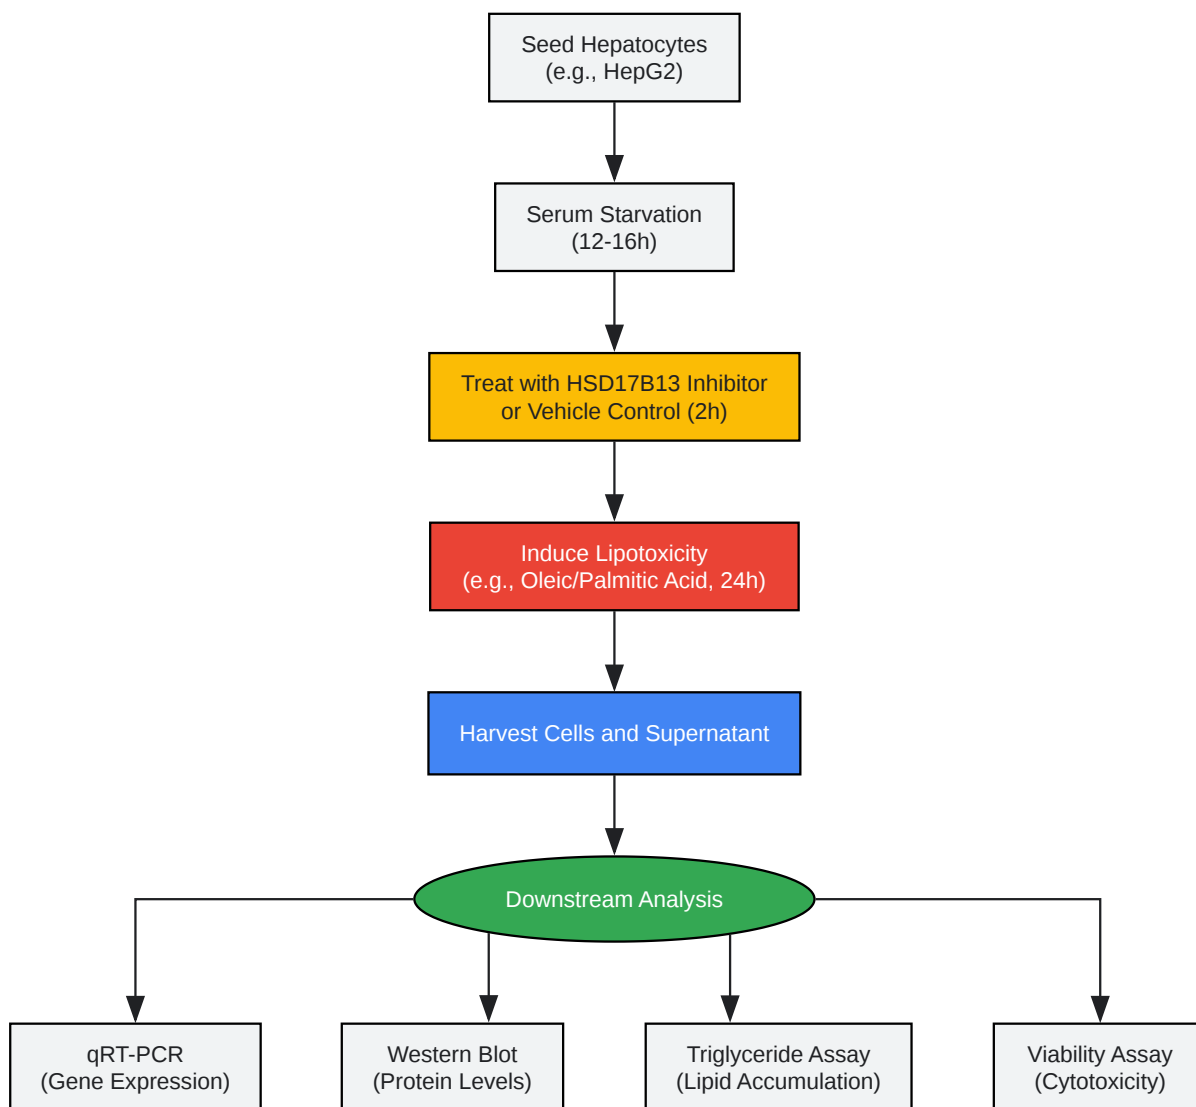 Seed Hepatocytes
(e.g., HepG2)
Serum Starvation
(12-16h)
Treat with HSD17B13 Inhibitor
or Vehicle Control (2h)
Induce Lipotoxicity
(e.g., Oleic/Palmitic Acid, 24h)
Harvest Cells and Supernatant
Downstream Analysis
qRT-PCR
(Gene Expression)
Western Blot
(Protein Levels)
Triglyceride Assay
(Lipid Accumulation)
Viability Assay
(Cytotoxicity)